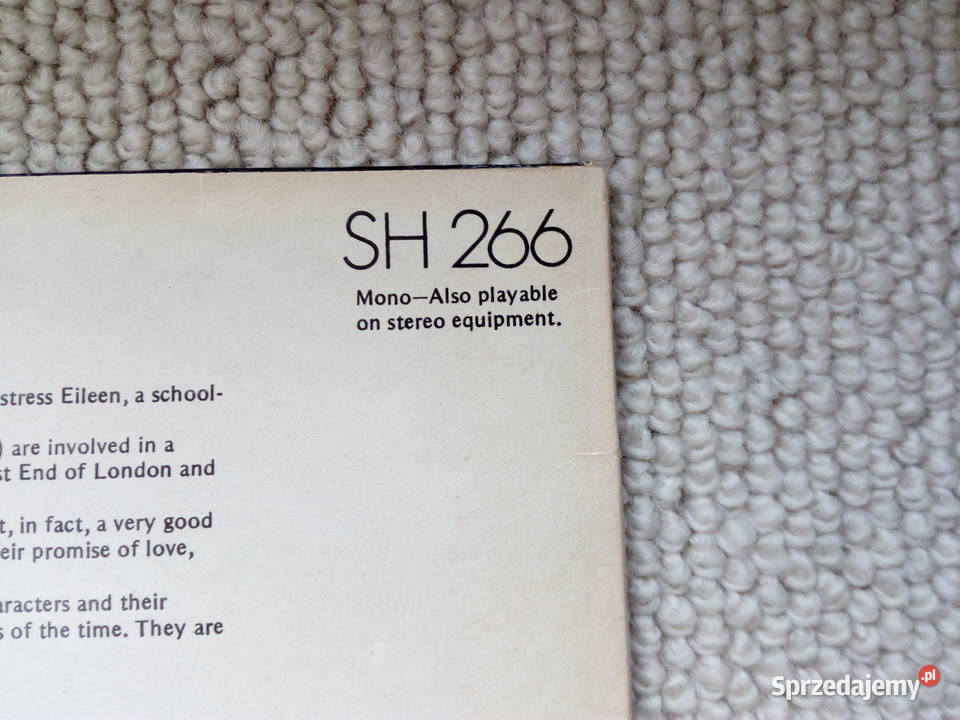 SH 266
Mono—Also playable
on stereo equipment.
stress Eileen, a school-
) are involved in a
st End of London and
t, in fact, a very good
eir promise of love,
aracters and their
s of the time. They are
Sprzedajemy.pl